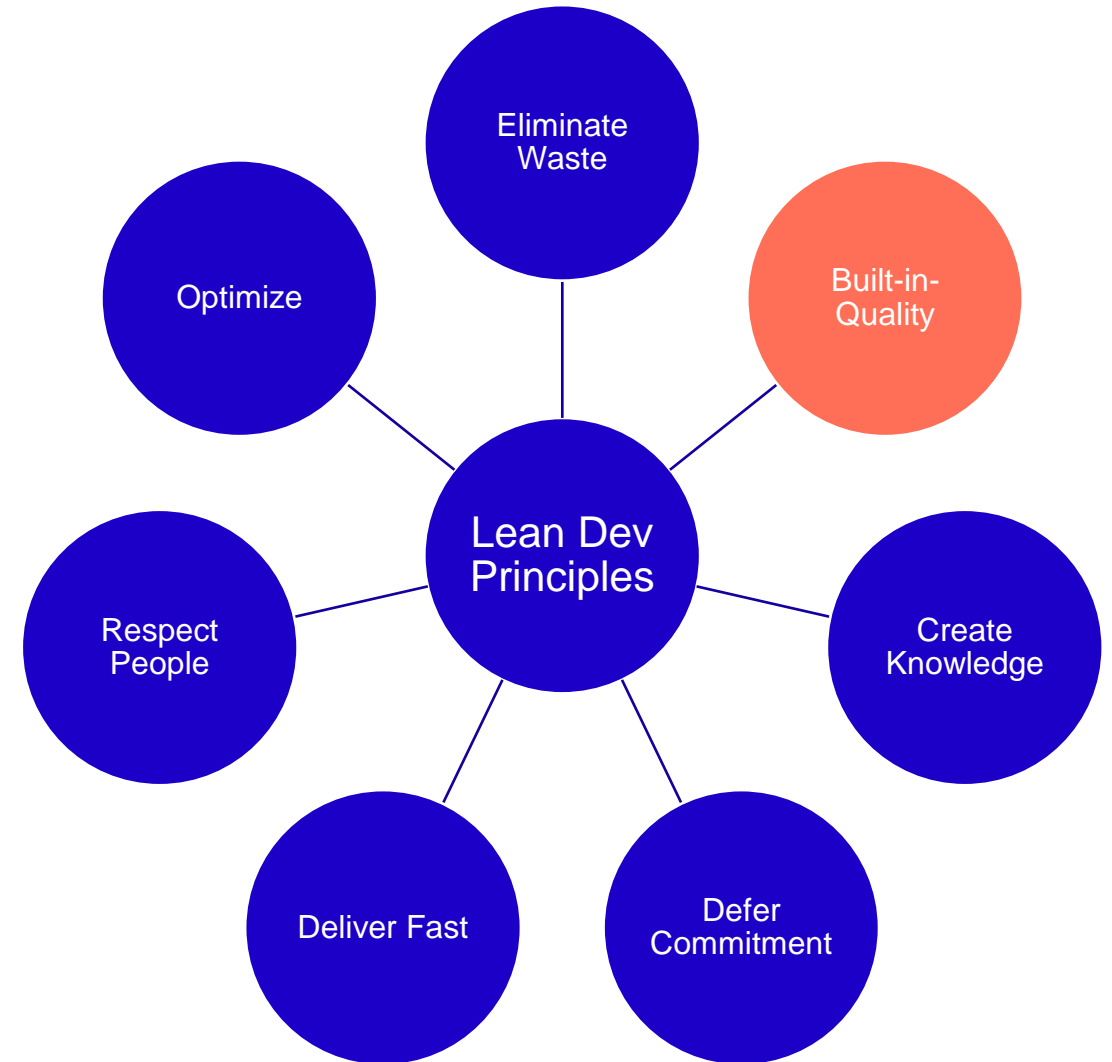 Eliminate
Waste
Optimize
Built-in-
Quality
Lean Dev
Principles
Respect
People
Create
Knowledge
Deliver Fast
Defer
Commitment